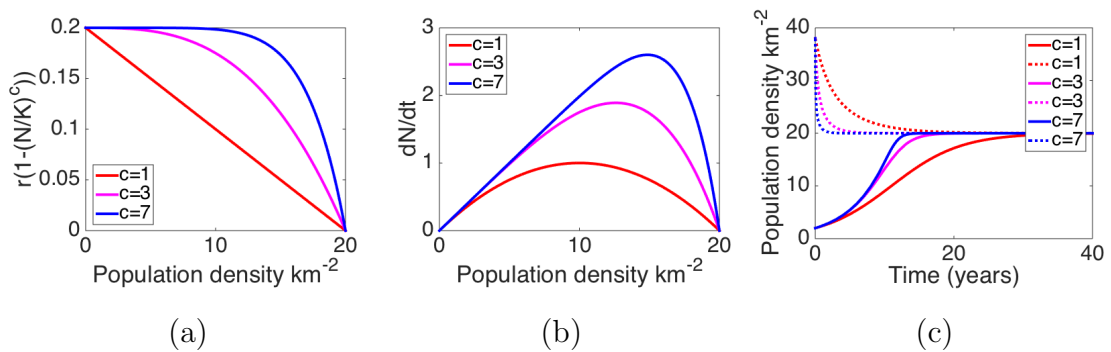 r(1-(N/K)^c))
0.2
0.15
0.1
0.05
0
c=1
c=3
c=7
0 10 20
Population density km^-2
(a)
dN/dt
3
2
1
0
c=1
c=3
c=7
0 10 20
Population density km^-2
(b)
Population density km^-2
40
30
20
10
0
c=1
c=1
c=3
c=3
c=7
c=7
0 20 40
Time (years)
(c)